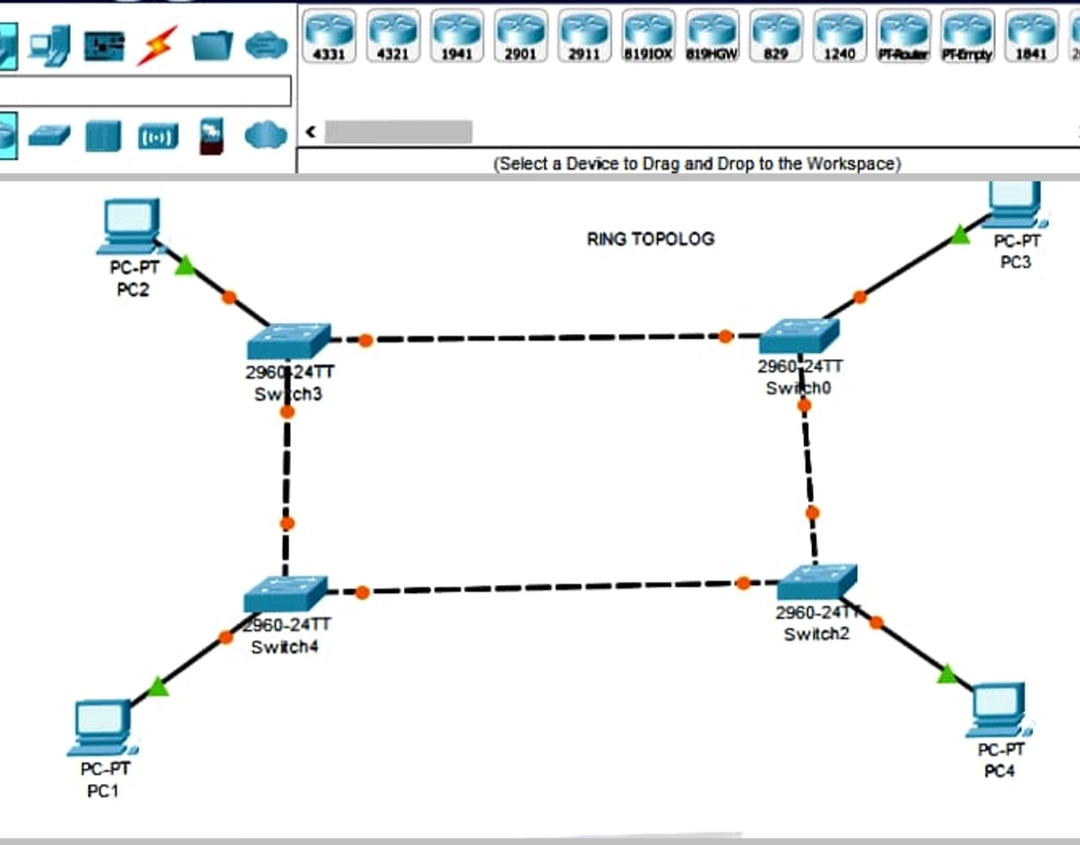 4331 4321 1941 2901 2911 819IOX 819HGW 829 1240 PT-Router PT-Empty 1841
(Select a Device to Drag and Drop to the Workspace)
RING TOPOLOG
PC-PT
PC2
PC-PT
PC3
2960-24TT
Switch3
2960-24TT
Switch0
2960-24TT
Switch4
2960-24TT
Switch2
PC-PT
PC1
PC-PT
PC4